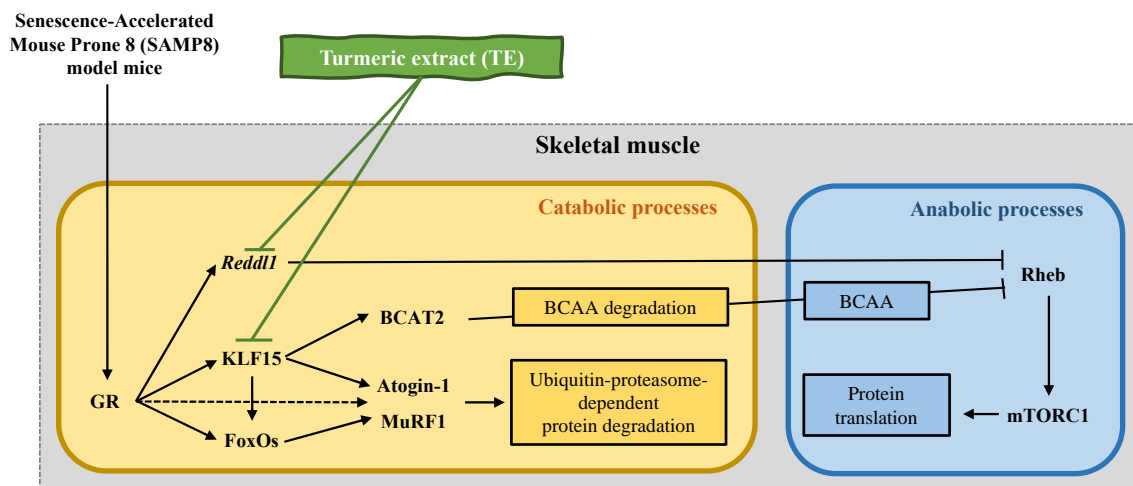 Senescence-Accelerated
Mouse Prone 8 (SAMP8)
model mice
Turmeric extract (TE)
Skeletal muscle
Catabolic processes
Anabolic processes
Reddl1
Rheb
BCAT2
BCAA degradation
BCAA
KLF15
GR
Atogin-1
MuRF1
FoxOs
Ubiquitin-proteasome-
dependent
protein degradation
Protein
translation
mTORC1